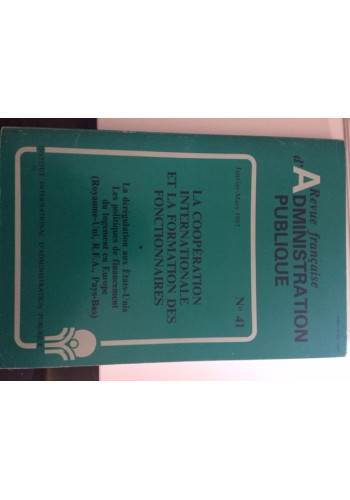 Revue française
d'ADMINISTRATION
PUBLIQUE
Janvier-Mars 1987
N° 41
LA COOPÉRATION
INTERNATIONALE
ET LA FORMATION DES
FONCTIONNAIRES
*
La dérégulation aux États-Unis
Les politiques de financement
du logement en Europe
(Royaume-Uni, R.F.A., Pays-Bas)
INSTITUT INTERNATIONAL D'ADMINISTRATION PUBLIQUE